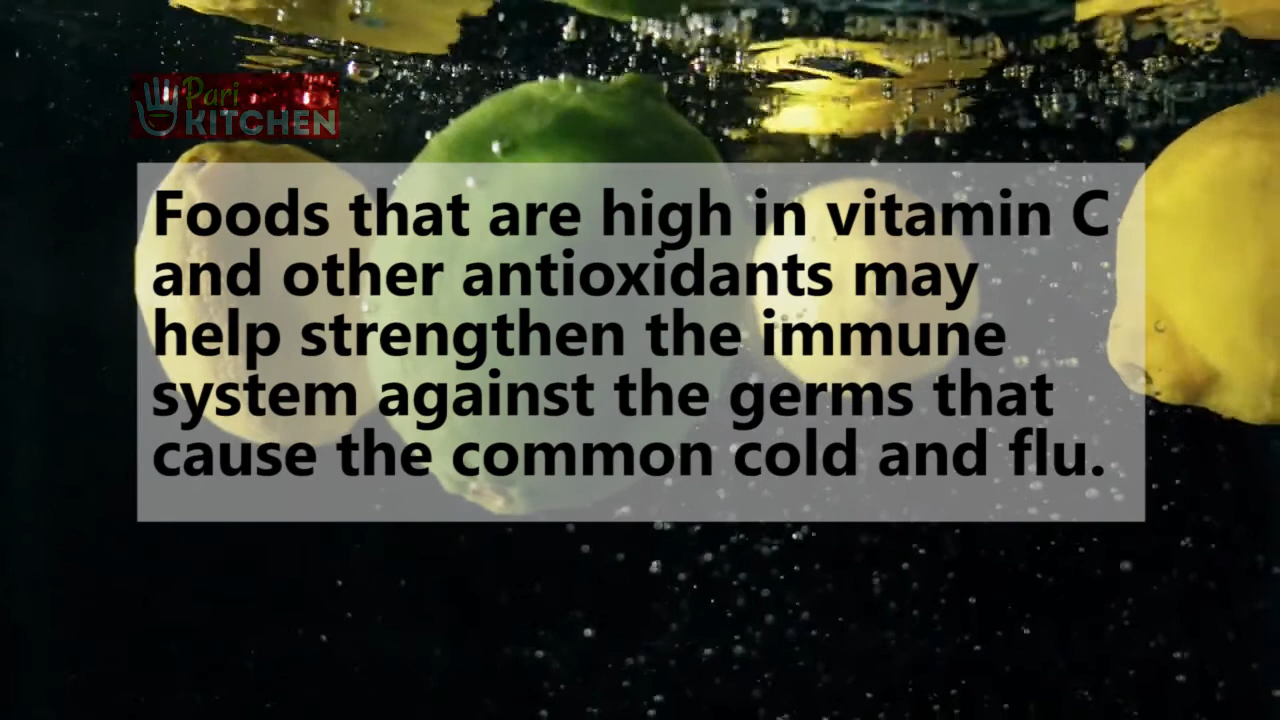 Pari
KITCHEN
Foods that are high in vitamin C
and other antioxidants may
help strengthen the immune
system against the germs that
cause the common cold and flu.